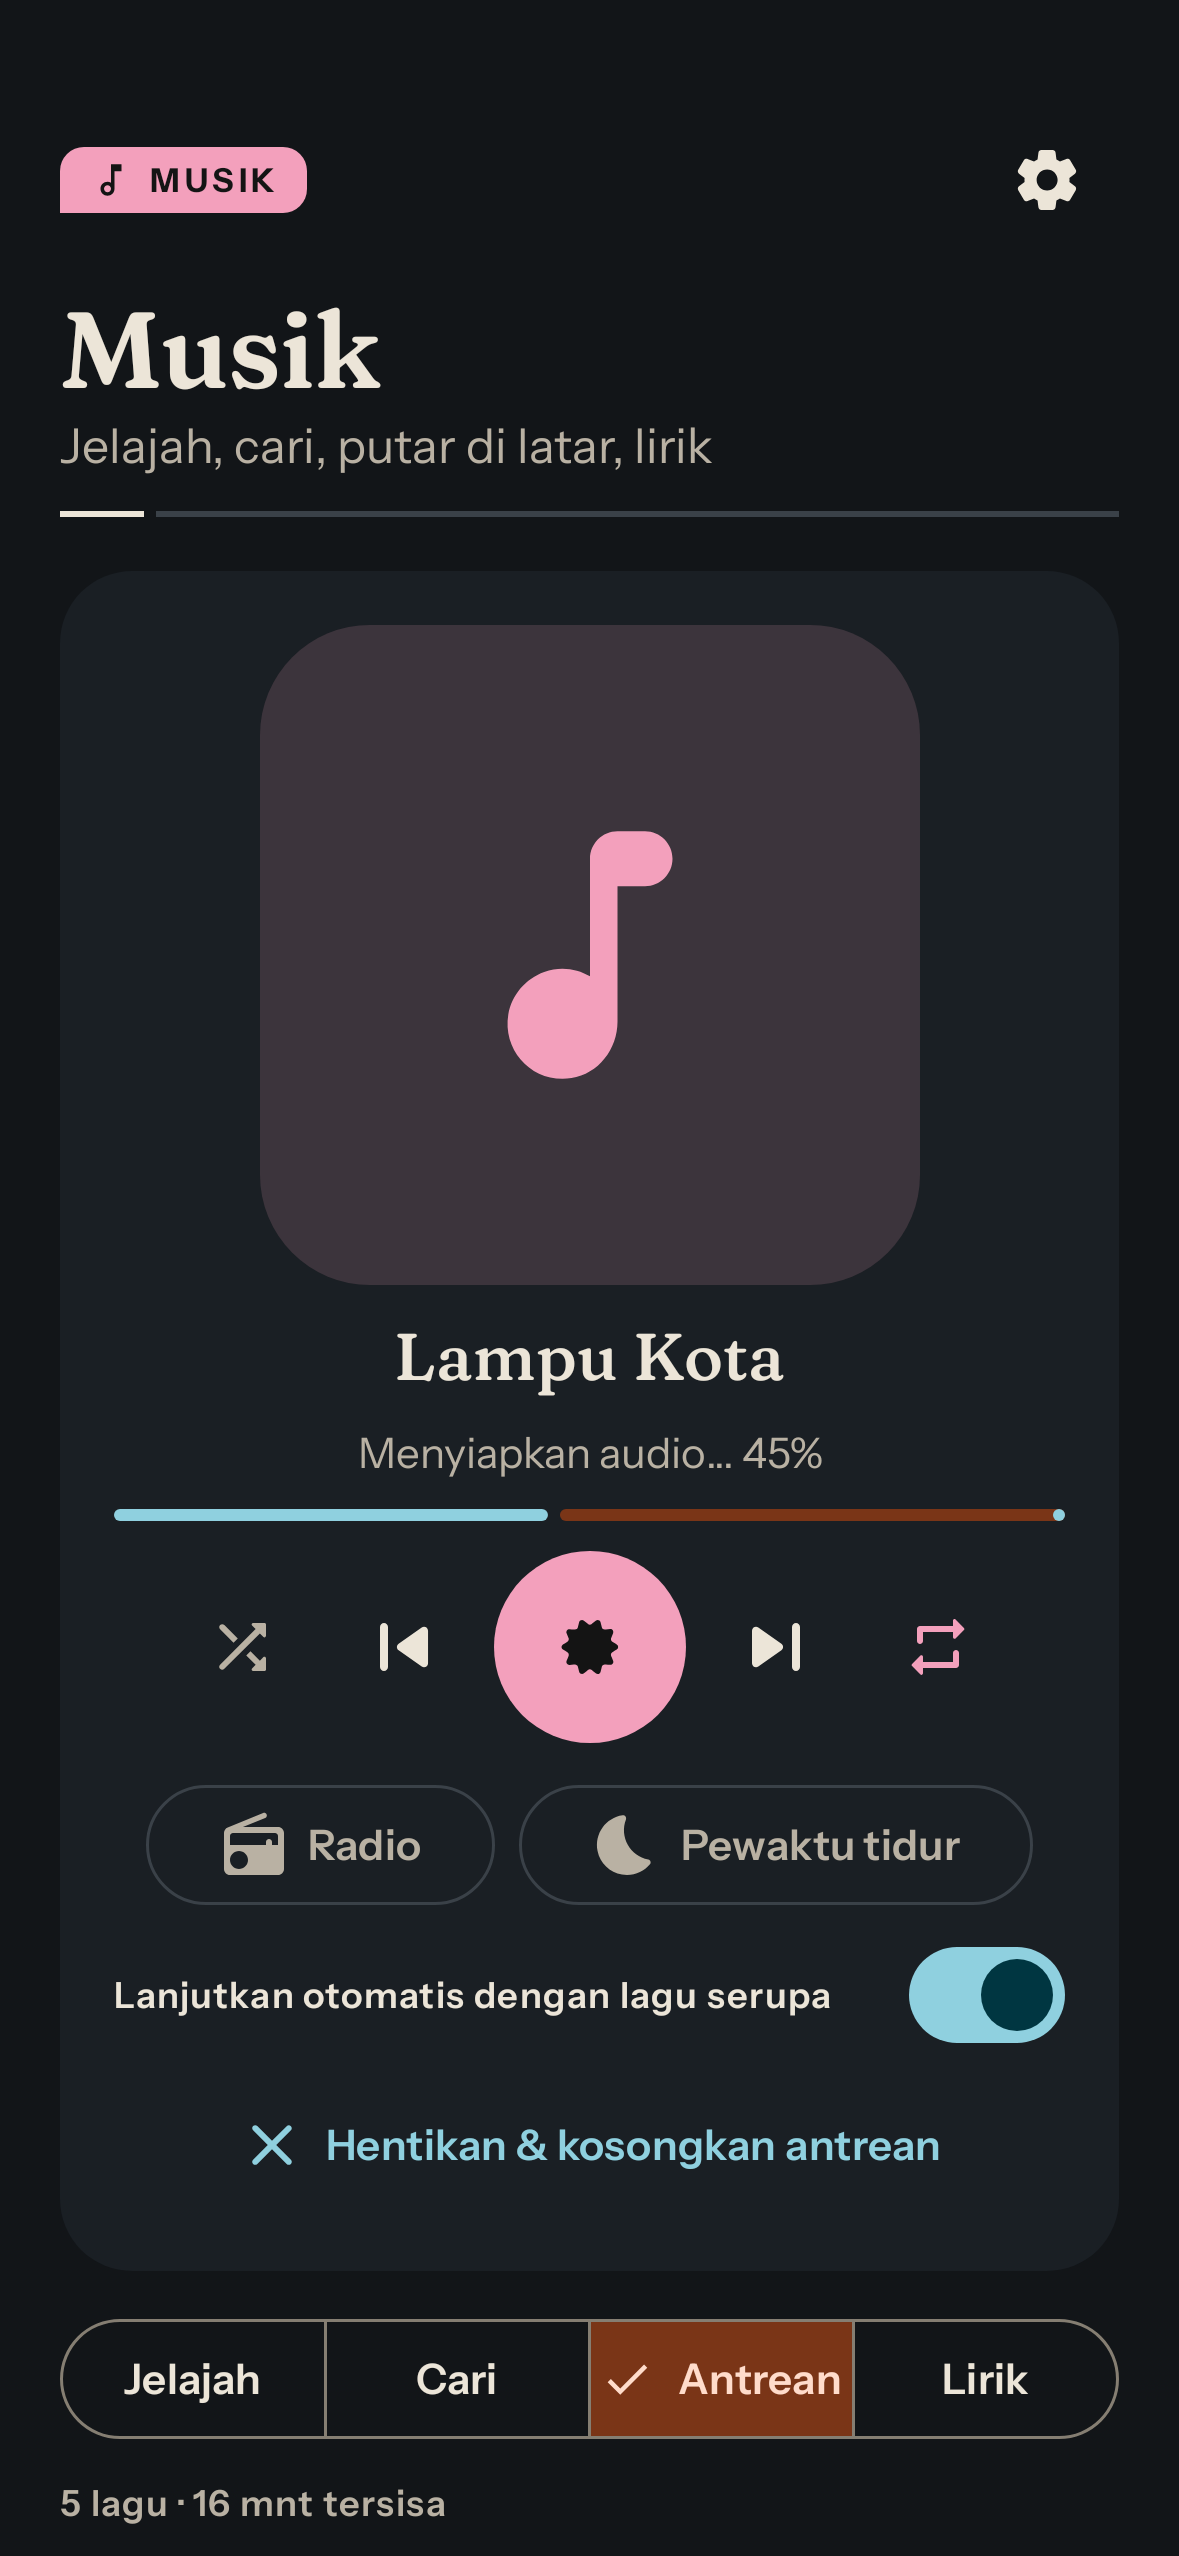 MUSIK
Musik
Jelajah, cari, putar di latar, lirik
Lampu Kota
Menyiapkan audio... 45%
Radio
Pewaktu tidur
Lanjutkan otomatis dengan lagu serupa
Hentikan & kosongkan antrean
Jelajah
Cari
Antrean
Lirik
5 lagu · 16 mnt tersisa